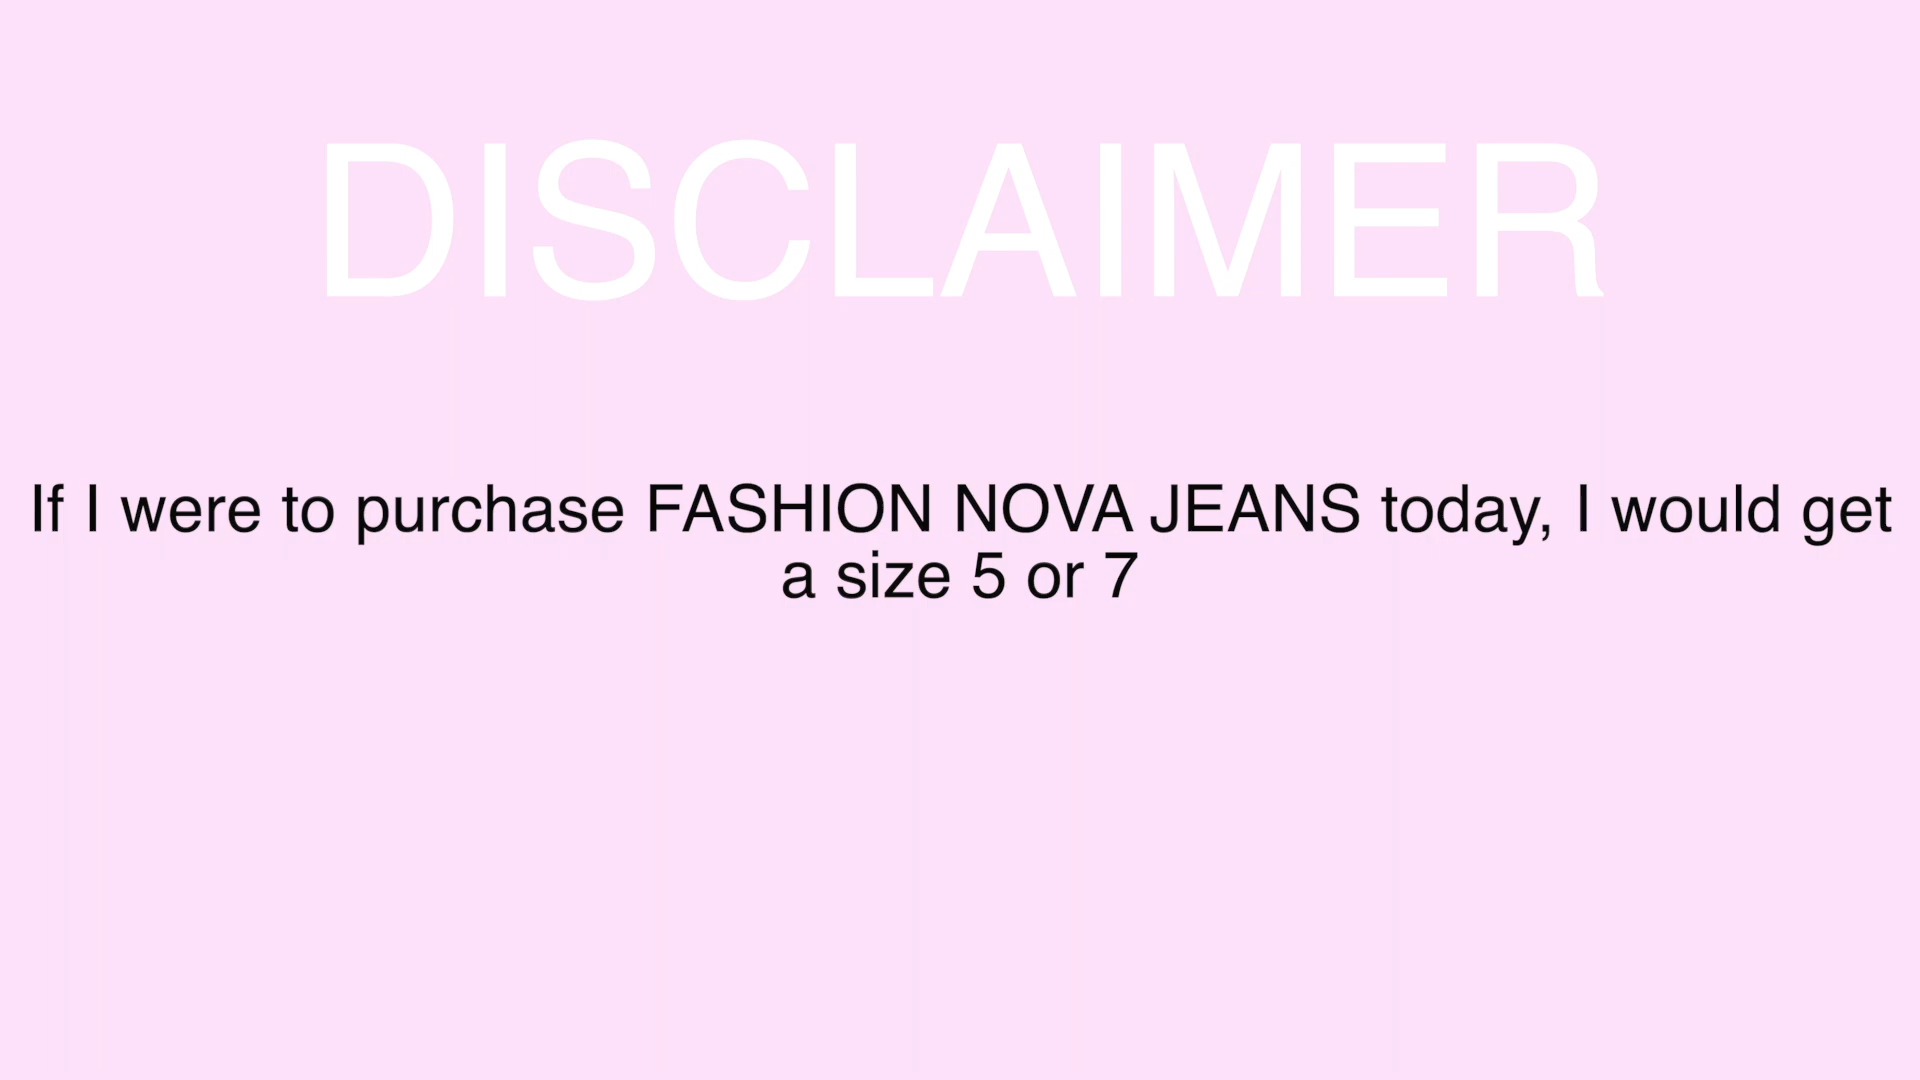 DISCLAIMER
If I were to purchase FASHION NOVA JEANS today, I would get
a size 5 or 7